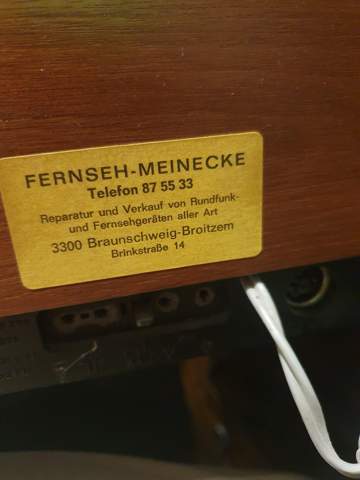 FERNSEH-MEINECKE
Telefon 87 55 33
Reparatur und Verkauf von Rundfunk-
und Fernsehgeräten aller Art
3300 Braunschweig-Broitzem
Brinkstraße 14